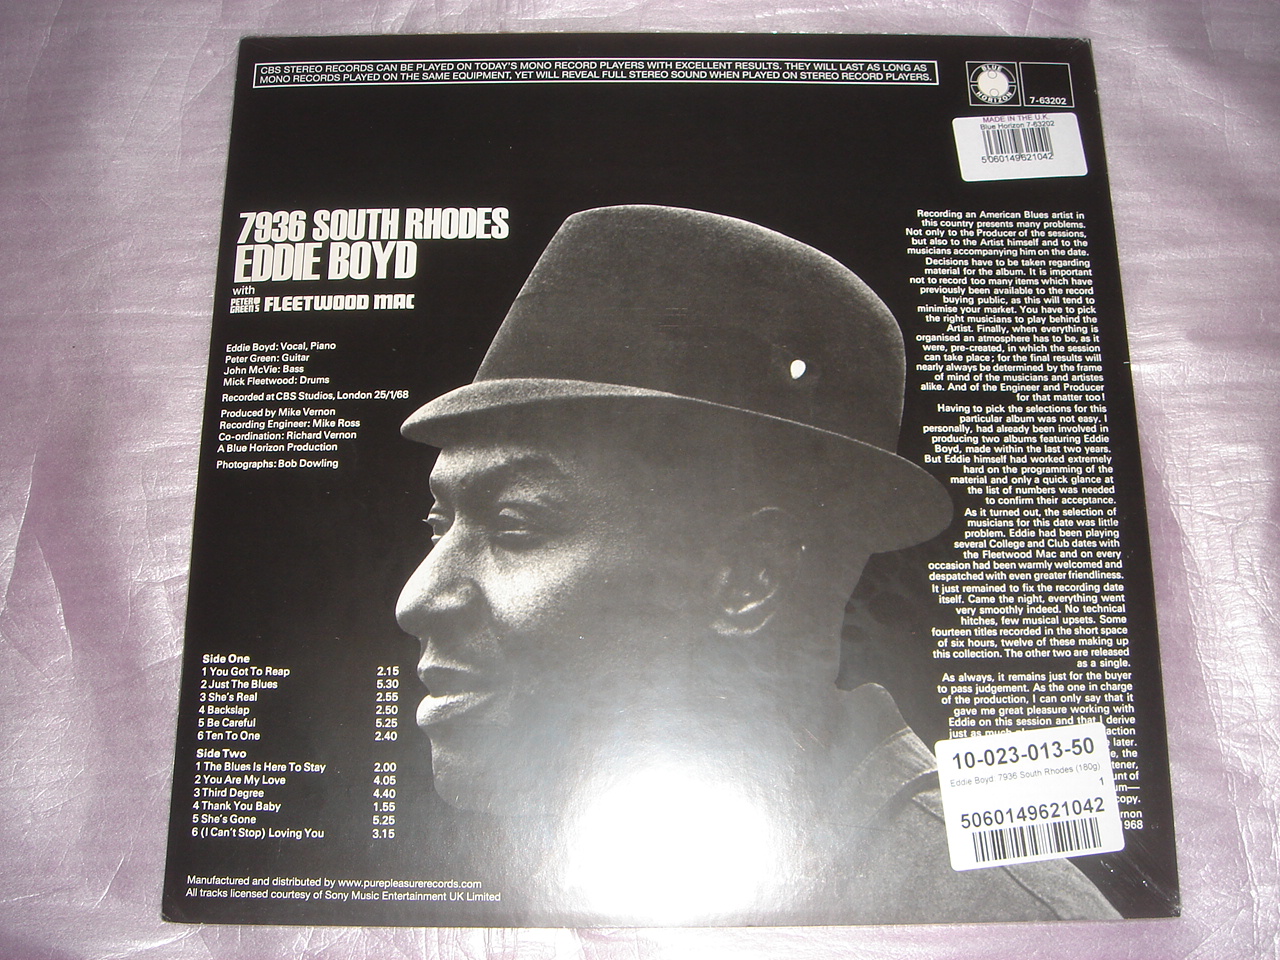 CBS STEREO RECORDS CAN BE PLAYED ON TODAY'S MONO RECORD PLAYERS WITH EXCELLENT RESULTS. THEY WILL LAST AS LONG AS
MONO RECORDS PLAYED ON THE SAME EQUIPMENT, YET WILL REVEAL FULL STEREO SOUND WHEN PLAYED ON STEREO RECORD PLAYERS.
BLUE
HORIZON
7-63202
MADE IN THE U.K.
Blue Horizon 7-63202
5060149621042
7936 SOUTH RHODES
EDDIE BOYD
with
PETER GREEN'S FLEETWOOD MAC
Eddie Boyd: Vocal, Piano
Peter Green: Guitar
John McVie: Bass
Mick Fleetwood: Drums
Recorded at CBS Studios, London 25/1/68
Produced by Mike Vernon
Recording Engineer: Mike Ross
Co-ordination: Richard Vernon
A Blue Horizon Production
Photographs: Bob Dowling
Side One
1 You Got To Reap 2.15
2 Just The Blues 5.30
3 She's Real 2.55
4 Backslap 2.50
5 Be Careful 5.25
6 Ten To One 2.40
Side Two
1 The Blues Is Here To Stay 2.00
2 You Are My Love 4.05
3 Third Degree 4.40
4 Thank You Baby 1.55
5 She's Gone 5.25
6 (I Can't Stop) Loving You 3.15
Manufactured and distributed by www.purepleasurerecords.com
All tracks licensed courtesy of Sony Music Entertainment UK Limited
Recording an American Blues artist in
this country presents many problems.
Not only to the Producer of the sessions,
but also to the Artist himself and to the
musicians accompanying him on the date.
Decisions have to be taken regarding
material for the album. It is important
not to record too many items which have
previously been available to the record
buying public, as this will tend to
minimise your market. You have to pick
the right musicians to play behind the
Artist. Finally, when everything is
organised an atmosphere has to be, as it
were, pre-created, in which the session
can take place; for the final results will
nearly always be determined by the frame
of mind of the musicians and artistes
alike. And of the Engineer and Producer
for that matter too!
Having to pick the selections for this
particular album was not easy. I
personally, had already been involved in
producing two albums featuring Eddie
Boyd, made within the last two years.
But Eddie himself had worked extremely
hard on the programming of the
material and only a quick glance at
the list of numbers was needed
to confirm their acceptance.
As it turned out, the selection of
musicians for this date was little
problem. Eddie had been playing
several College and Club dates with
the Fleetwood Mac and on every
occasion had been warmly welcomed and
despatched with even greater friendliness.
It just remained to fix the recording date
itself. Came the night, everything went
very smoothly indeed. No technical
hitches, few musical upsets. Some
fourteen titles recorded in the short space
of six hours, twelve of these making up
this collection. The other two are released
as a single.
As always, it remains just for the buyer
to pass judgement. As the one in charge
of the production, I can only say that it
gave me great pleasure working with
Eddie on this session and that I derive
just as much
later.
the
copy.
1968
10-023-013-50
Eddie Boyd 7936 South Rhodes (180g)
1
5060149621042